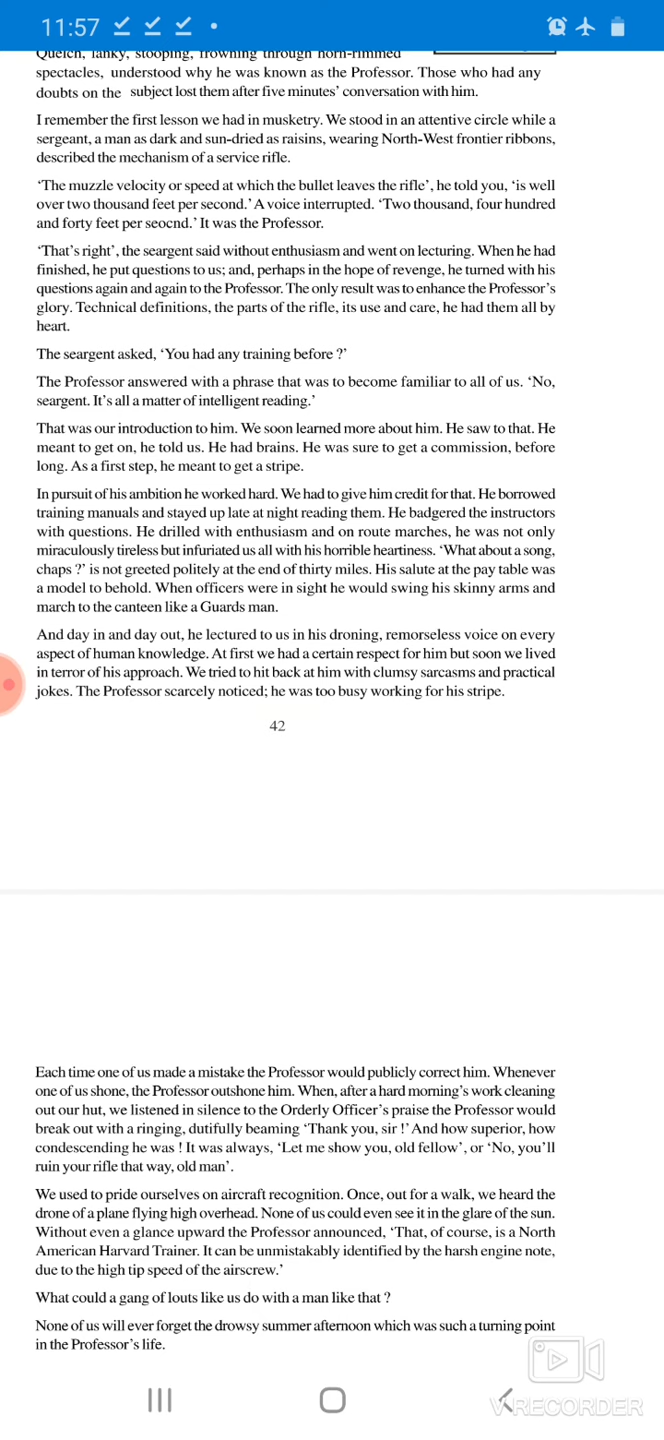 11:57
Quelch, lanky, stooping, frowning through horn-rimmed
spectacles, understood why he was known as the Professor. Those who had any
doubts on the subject lost them after five minutes’ conversation with him.
I remember the first lesson we had in musketry. We stood in an attentive circle while a
sergeant, a man as dark and sun-dried as raisins, wearing North-West frontier ribbons,
described the mechanism of a service rifle.
‘The muzzle velocity or speed at which the bullet leaves the rifle’, he told you, ‘is well
over two thousand feet per second.’ A voice interrupted. ‘Two thousand, four hundred
and forty feet per seocnd.’ It was the Professor.
‘That’s right’, the seargent said without enthusiasm and went on lecturing. When he had
finished, he put questions to us; and, perhaps in the hope of revenge, he turned with his
questions again and again to the Professor. The only result was to enhance the Professor’s
glory. Technical definitions, the parts of the rifle, its use and care, he had them all by
heart.
The seargent asked, ‘You had any training before ?’
The Professor answered with a phrase that was to become familiar to all of us. ‘No,
seargent. It’s all a matter of intelligent reading.’
That was our introduction to him. We soon learned more about him. He saw to that. He
meant to get on, he told us. He had brains. He was sure to get a commission, before
long. As a first step, he meant to get a stripe.
In pursuit of his ambition he worked hard. We had to give him credit for that. He borrowed
training manuals and stayed up late at night reading them. He badgered the instructors
with questions. He drilled with enthusiasm and on route marches, he was not only
miraculously tireless but infuriated us all with his horrible heartiness. ‘What about a song,
chaps ?’ is not greeted politely at the end of thirty miles. His salute at the pay table was
a model to behold. When officers were in sight he would swing his skinny arms and
march to the canteen like a Guards man.
And day in and day out, he lectured to us in his droning, remorseless voice on every
aspect of human knowledge. At first we had a certain respect for him but soon we lived
in terror of his approach. We tried to hit back at him with clumsy sarcasms and practical
jokes. The Professor scarcely noticed; he was too busy working for his stripe.
42
Each time one of us made a mistake the Professor would publicly correct him. Whenever
one of us shone, the Professor outshone him. When, after a hard morning’s work cleaning
out our hut, we listened in silence to the Orderly Officer’s praise the Professor would
break out with a ringing, dutifully beaming ‘Thank you, sir !’ And how superior, how
condescending he was ! It was always, ‘Let me show you, old fellow’, or ‘No, you’ll
ruin your rifle that way, old man’.
We used to pride ourselves on aircraft recognition. Once, out for a walk, we heard the
drone of a plane flying high overhead. None of us could even see it in the glare of the sun.
Without even a glance upward the Professor announced, ‘That, of course, is a North
American Harvard Trainer. It can be unmistakably identified by the harsh engine note,
due to the high tip speed of the airscrew.’
What could a gang of louts like us do with a man like that ?
None of us will ever forget the drowsy summer afternoon which was such a turning point
in the Professor’s life.
V RECORDER